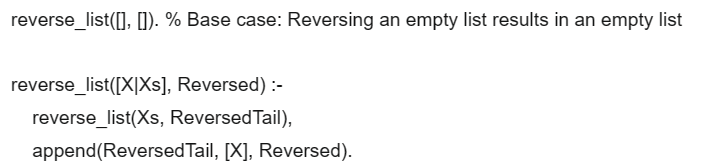 reverse_list([], []). % Base case: Reversing an empty list results in an empty list
reverse_list([X|Xs], Reversed) :-
reverse_list(Xs, ReversedTail),
append(ReversedTail, [X], Reversed).